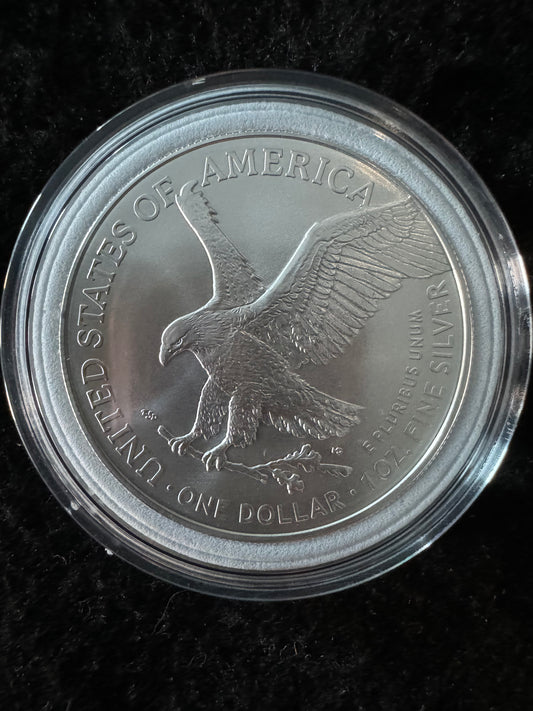 UNITED STATES OF AMERICA
E PLURIBUS UNUM
· ONE DOLLAR · 1 OZ. FINE SILVER